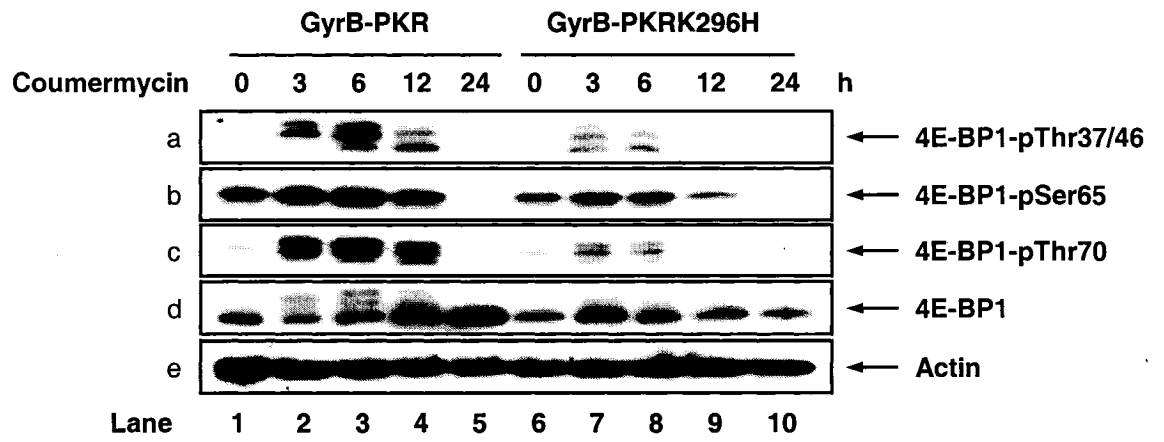 GyrB-PKR GyrB-PKRK296H
Coumermycin 0 3 6 12 24 0 3 6 12 24 h
a 4E-BP1-pThr37/46
b 4E-BP1-pSer65
c 4E-BP1-pThr70
d 4E-BP1
e Actin
Lane 1 2 3 4 5 6 7 8 9 10